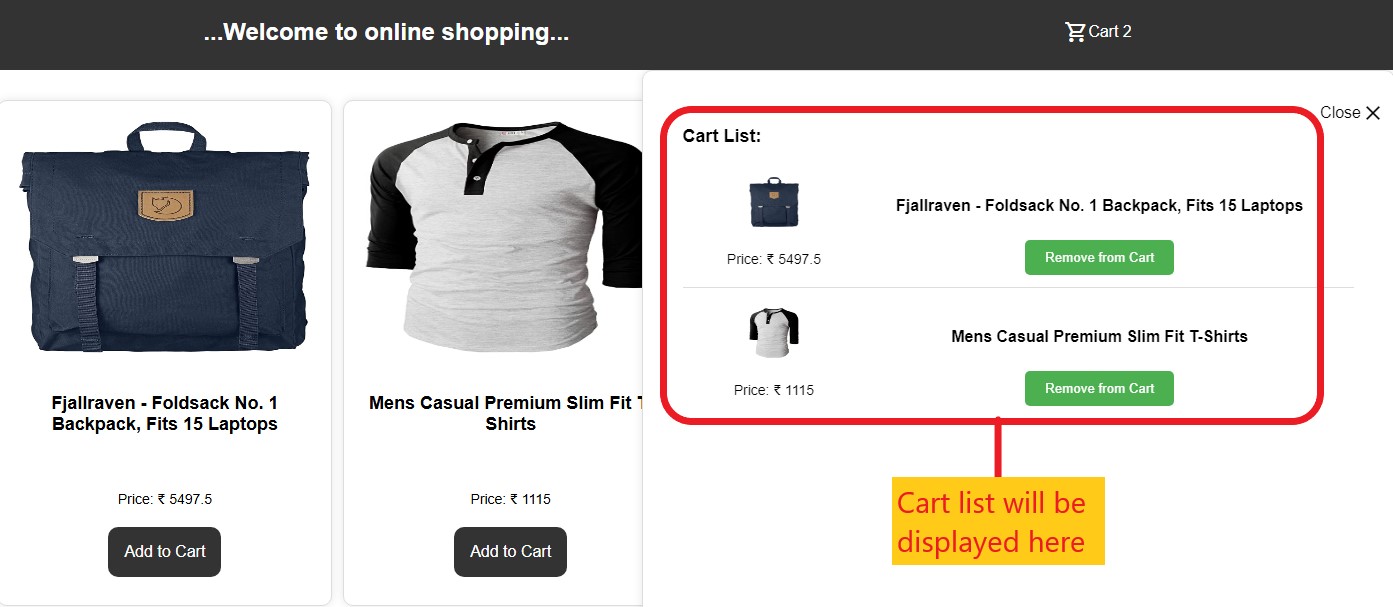 ...Welcome to online shopping...
Cart 2
Close
Cart List:
Fjallraven - Foldsack No. 1 Backpack, Fits 15 Laptops
Price: ₹ 5497.5
Remove from Cart
Mens Casual Premium Slim Fit T-Shirts
Price: ₹ 1115
Remove from Cart
Cart list will be
displayed here
Fjallraven - Foldsack No. 1
Backpack, Fits 15 Laptops
Price: ₹ 5497.5
Add to Cart
Mens Casual Premium Slim Fit
Shirts
Price: ₹ 1115
Add to Cart